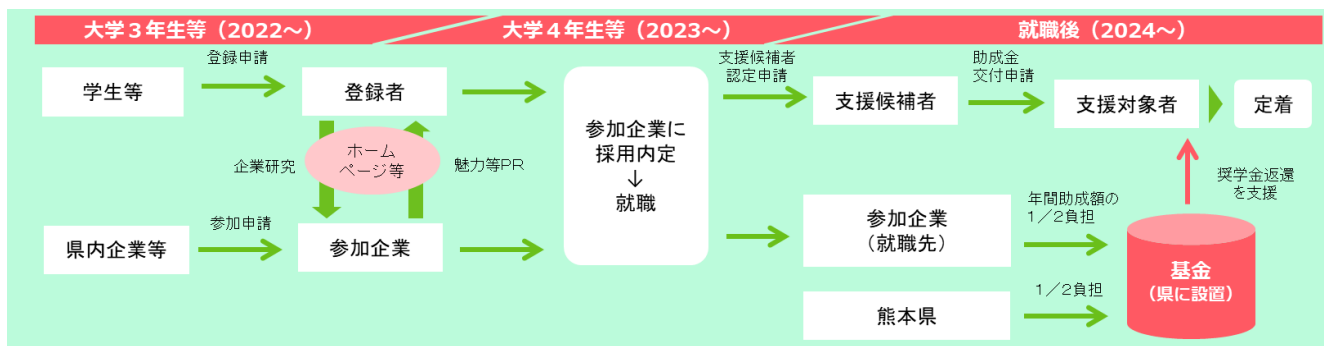 大学３年生等（2022～）
大学４年生等（2023～）
就職後（2024～）
登録申請
支援候補者
認定申請
助成金
交付申請
学生等
登録者
参加企業に
採用内定
↓
就職
支援候補者
支援対象者
定着
企業研究
ホーム
ページ等
魅力等PR
奨学金返還
を支援
参加申請
年間助成額の
１／２負担
県内企業等
参加企業
参加企業
（就職先）
基金
（県に設置）
１／２負担
熊本県